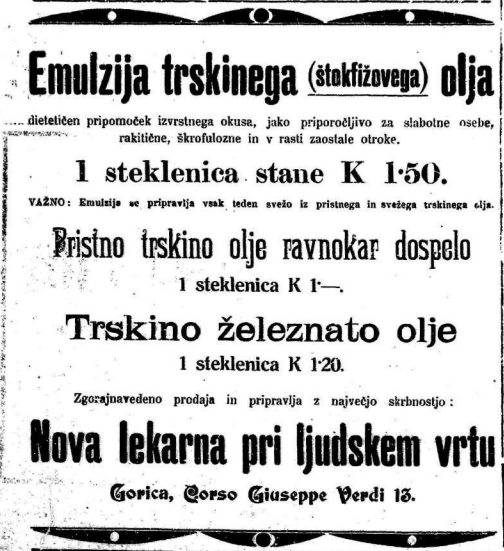 Emulzija trskinega (štokfižovega) olja
dietetičen pripomoček izvrstnega okusa, jako priporočljivo za slabotne osebe,
rakitične, škrofulozne in v rasti zaostale otroke.
1 steklenica stane K 1·50.
VAŽNO: Emulzija se pripravlja vsak teden svežo iz pristnega in svežega trskinega olja.
Pristno trskino olje ravnokar dospelo
1 steklenica K 1·—.
Trskino železnato olje
1 steklenica K 1·20.
Zgorajnavedeno prodaja in pripravlja z največjo skrbnostjo:
Nova lekarna pri ljudskem vrtu
Gorica, Corso Giuseppe Verdi 13.